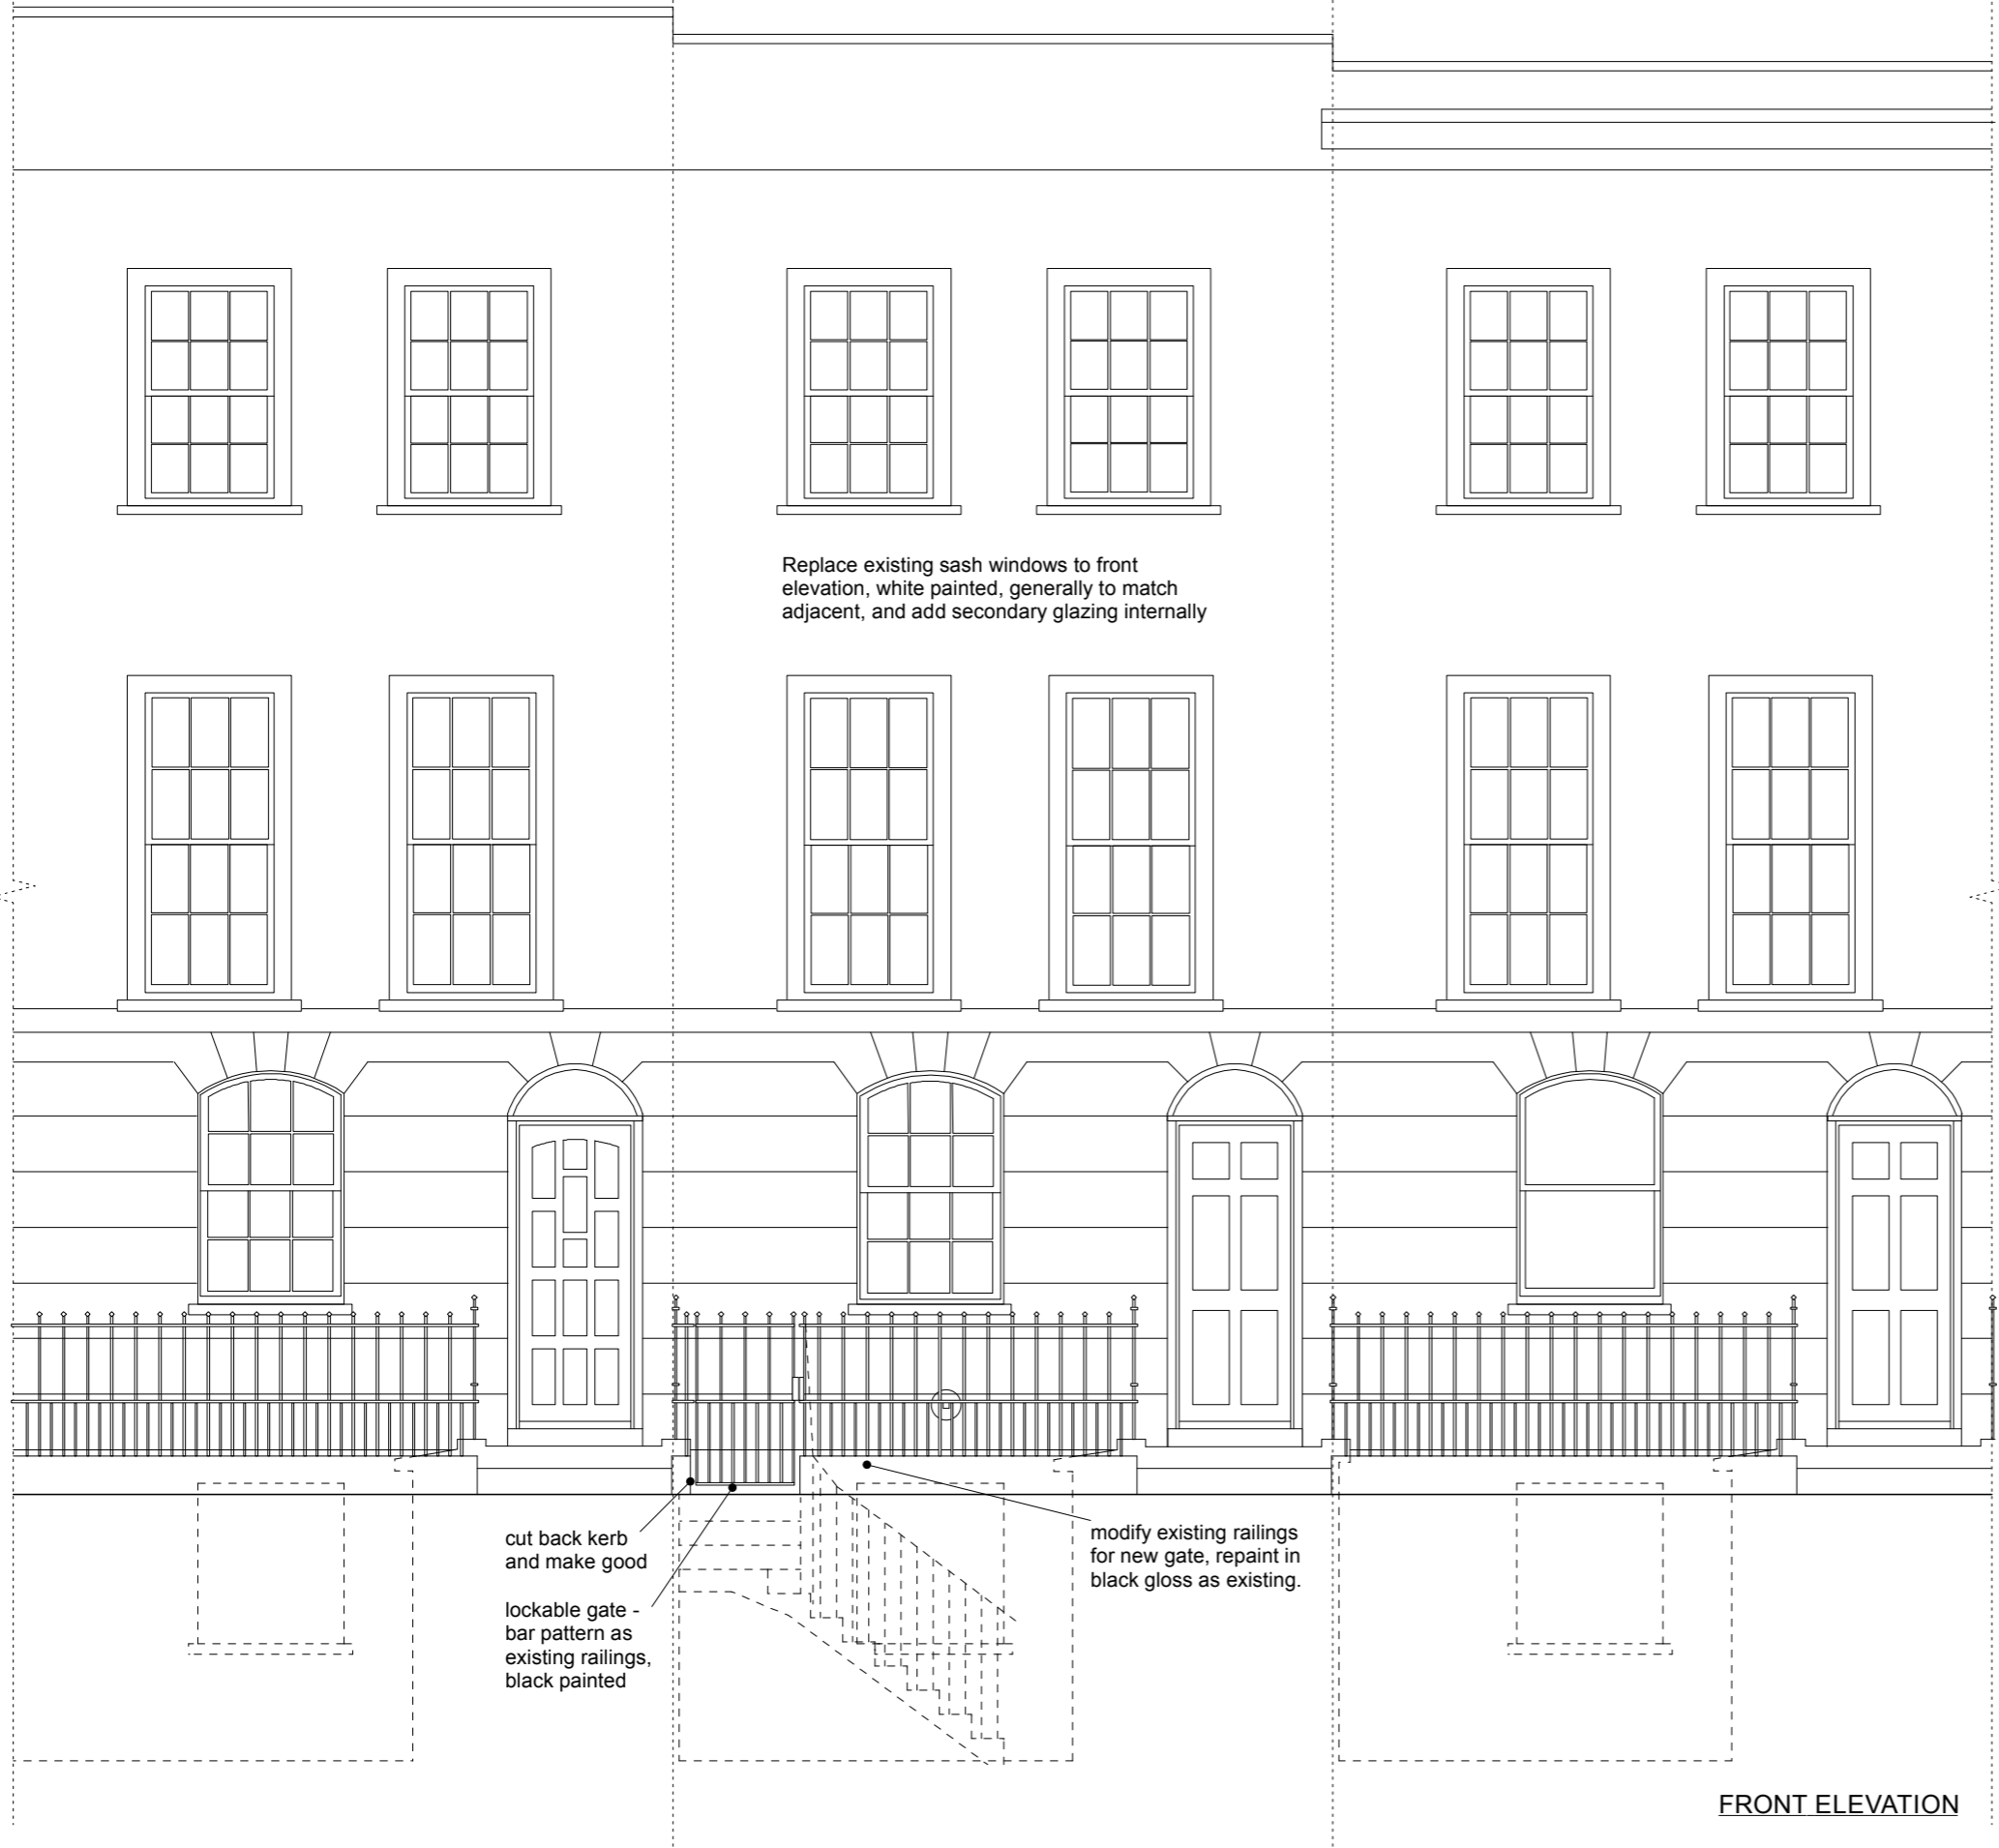 Replace existing sash windows to front
elevation, white painted, generally to match
adjacent, and add secondary glazing internally
cut back kerb
and make good
lockable gate -
bar pattern as
existing railings,
black painted
modify existing railings
for new gate, repaint in
black gloss as existing.
FRONT ELEVATION